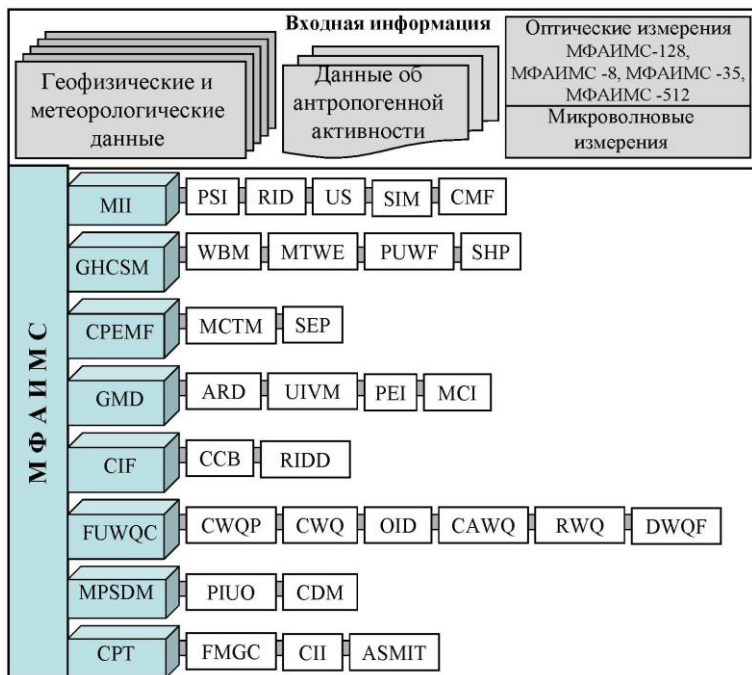 Входная информация
Геофизические и
метеорологические
данные
Данные об
антропогенной
активности
Оптические измерения
МФАИМС-128,
МФАИМС -8, МФАИМС -35,
МФАИМС -512
Микроволновые
измерения
МФАИМС
MII PSI RID US SIM CMF
GHCSM WBM MTWE PUWF SHP
CPEMF MCTM SEP
GMD ARD UIVM PEI MCI
CIF CCB RIDD
FUWQC CWQP CWQ OID CAWQ RWQ DWQF
MPSDM PIUO CDM
CPT FMGC CII ASMIT